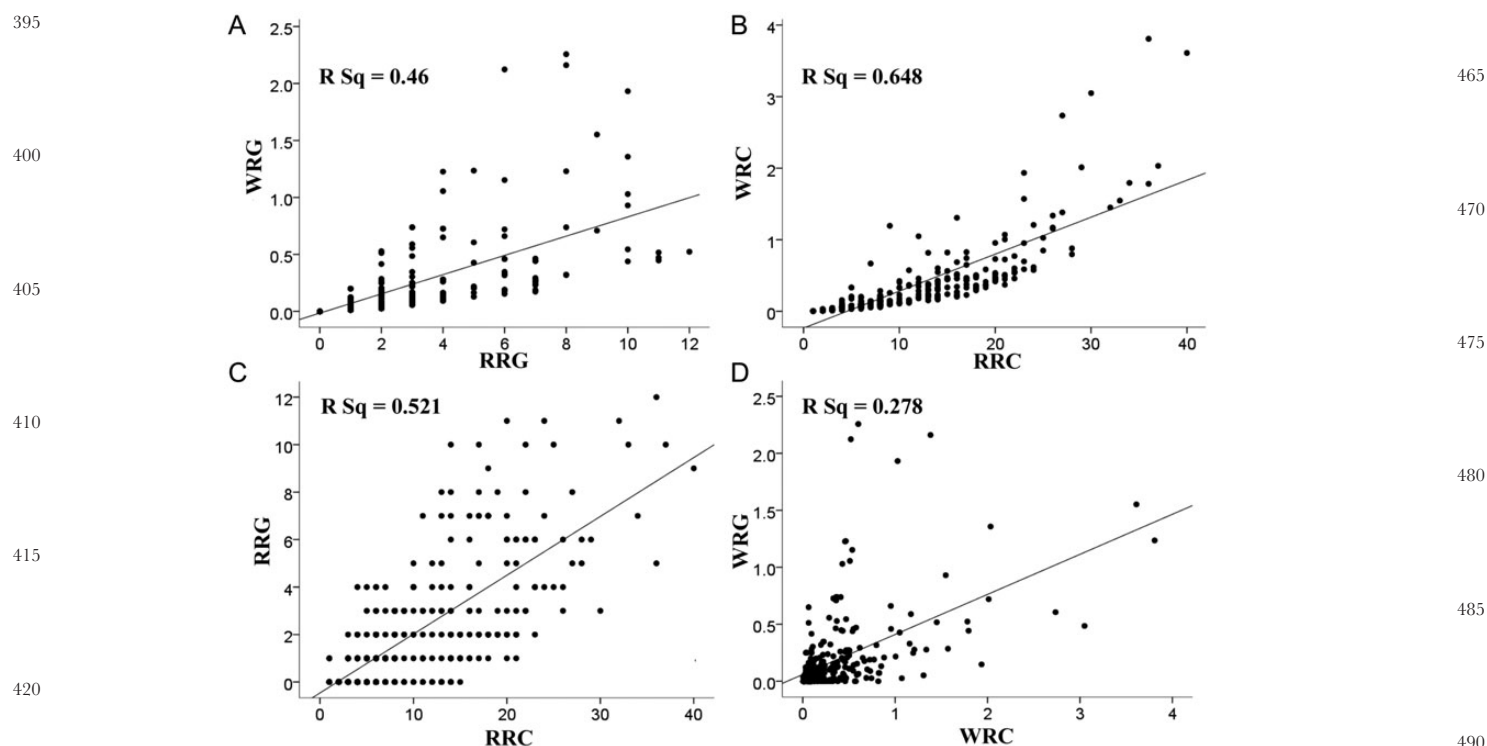 395
400
405
410
415
420
A
R Sq = 0.46
WRG
2.5
2.0
1.5
1.0
0.5
0.0
0 2 4 6 8 10 12
RRG
B
R Sq = 0.648
WRC
4
3
2
1
0
0 10 20 30 40
RRC
C
R Sq = 0.521
RRG
12
10
8
6
4
2
0
0 10 20 30 40
RRC
D
R Sq = 0.278
WRG
2.5
2.0
1.5
1.0
0.5
0.0
0 1 2 3 4
WRC
465
470
475
480
485
490